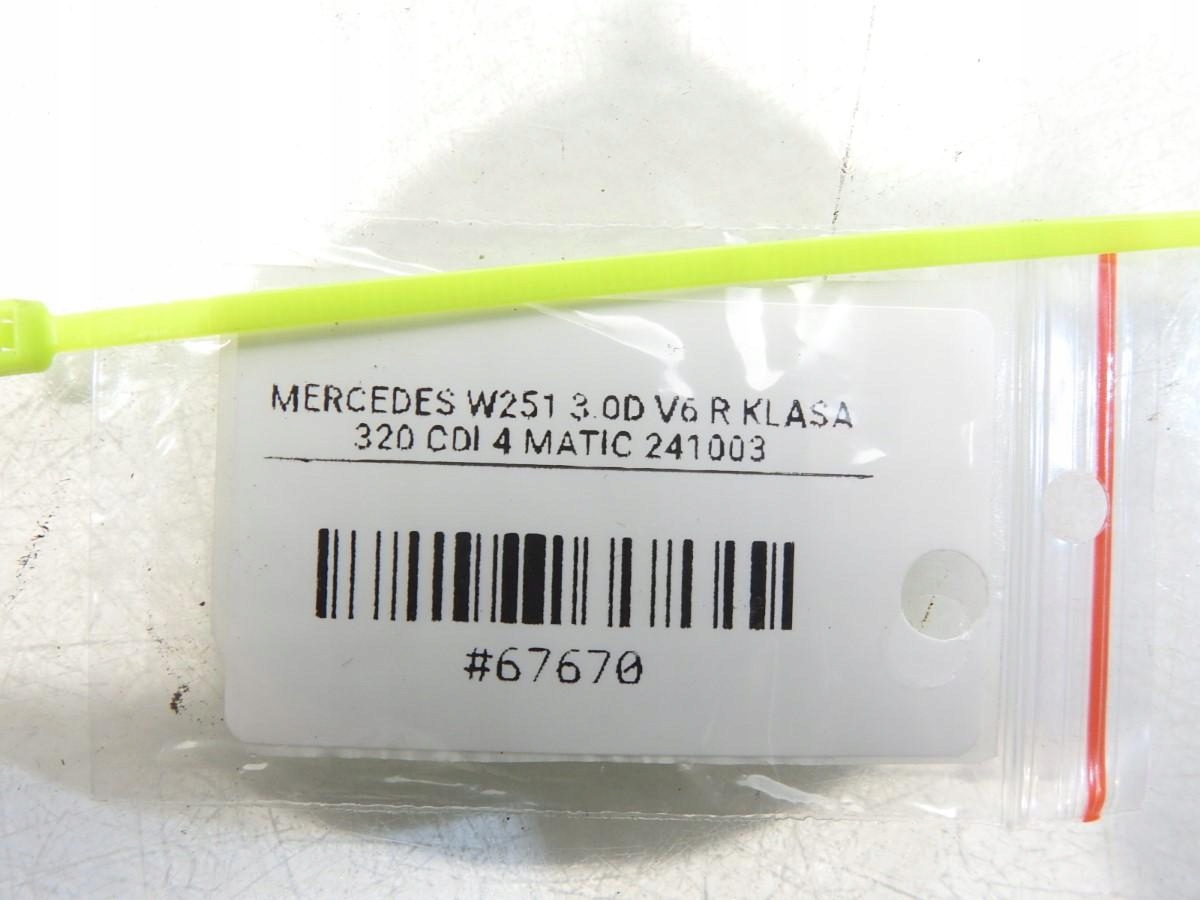 MERCEDES W251 3.0D V6 R KLASA
320 CDI 4 MATIC 241003
#67670